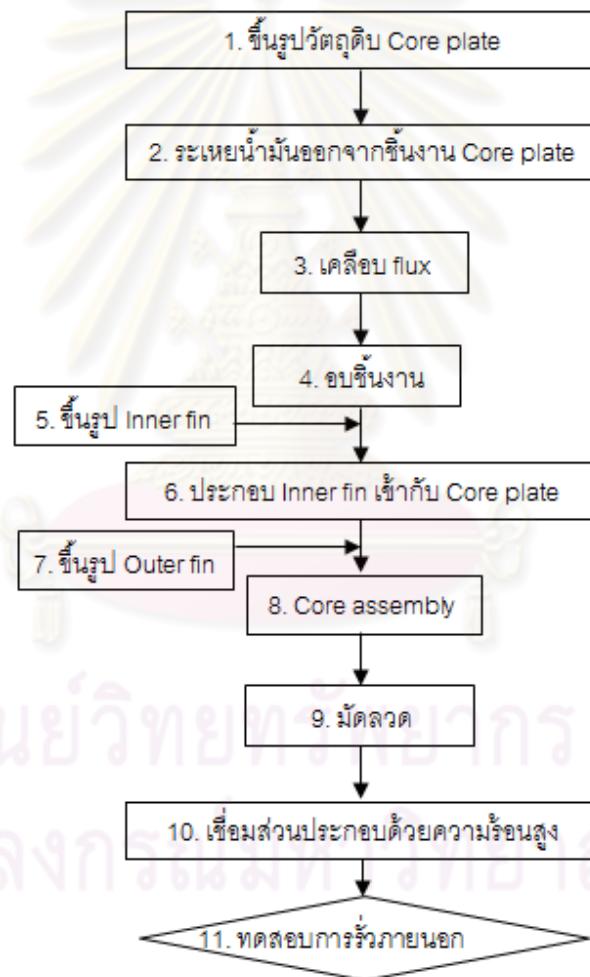 1. ขึ้นรูปวัตถุดิบ Core plate
2. ระเหยน้ำมันออกจากชิ้นงาน Core plate
3. เคลือบ flux
4. อบชิ้นงาน
5. ขึ้นรูป Inner fin
6. ประกอบ Inner fin เข้ากับ Core plate
7. ขึ้นรูป Outer fin
8. Core assembly
9. มัดลวด
10. เชื่อมส่วนประกอบด้วยความร้อนสูง
11. ทดสอบการรั่วภายนอก